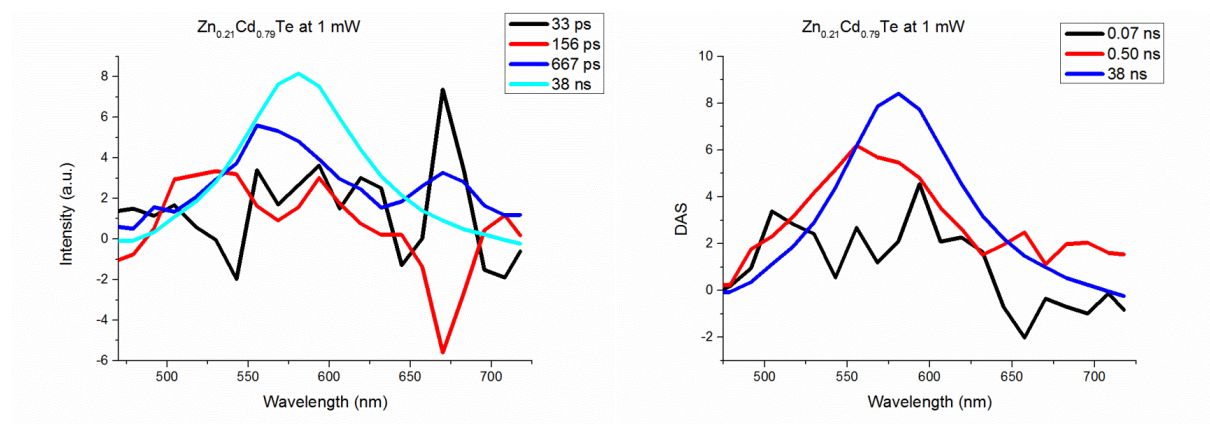 Zn0.21Cd0.79Te at 1 mW
33 ps
156 ps
667 ps
38 ns
8
6
4
2
0
-2
-4
-6
Intensity (a.u.)
500 550 600 650 700
Wavelength (nm)
Zn0.21Cd0.79Te at 1 mW
0.07 ns
0.50 ns
38 ns
10
8
6
4
2
0
-2
DAS
500 550 600 650 700
Wavelength (nm)